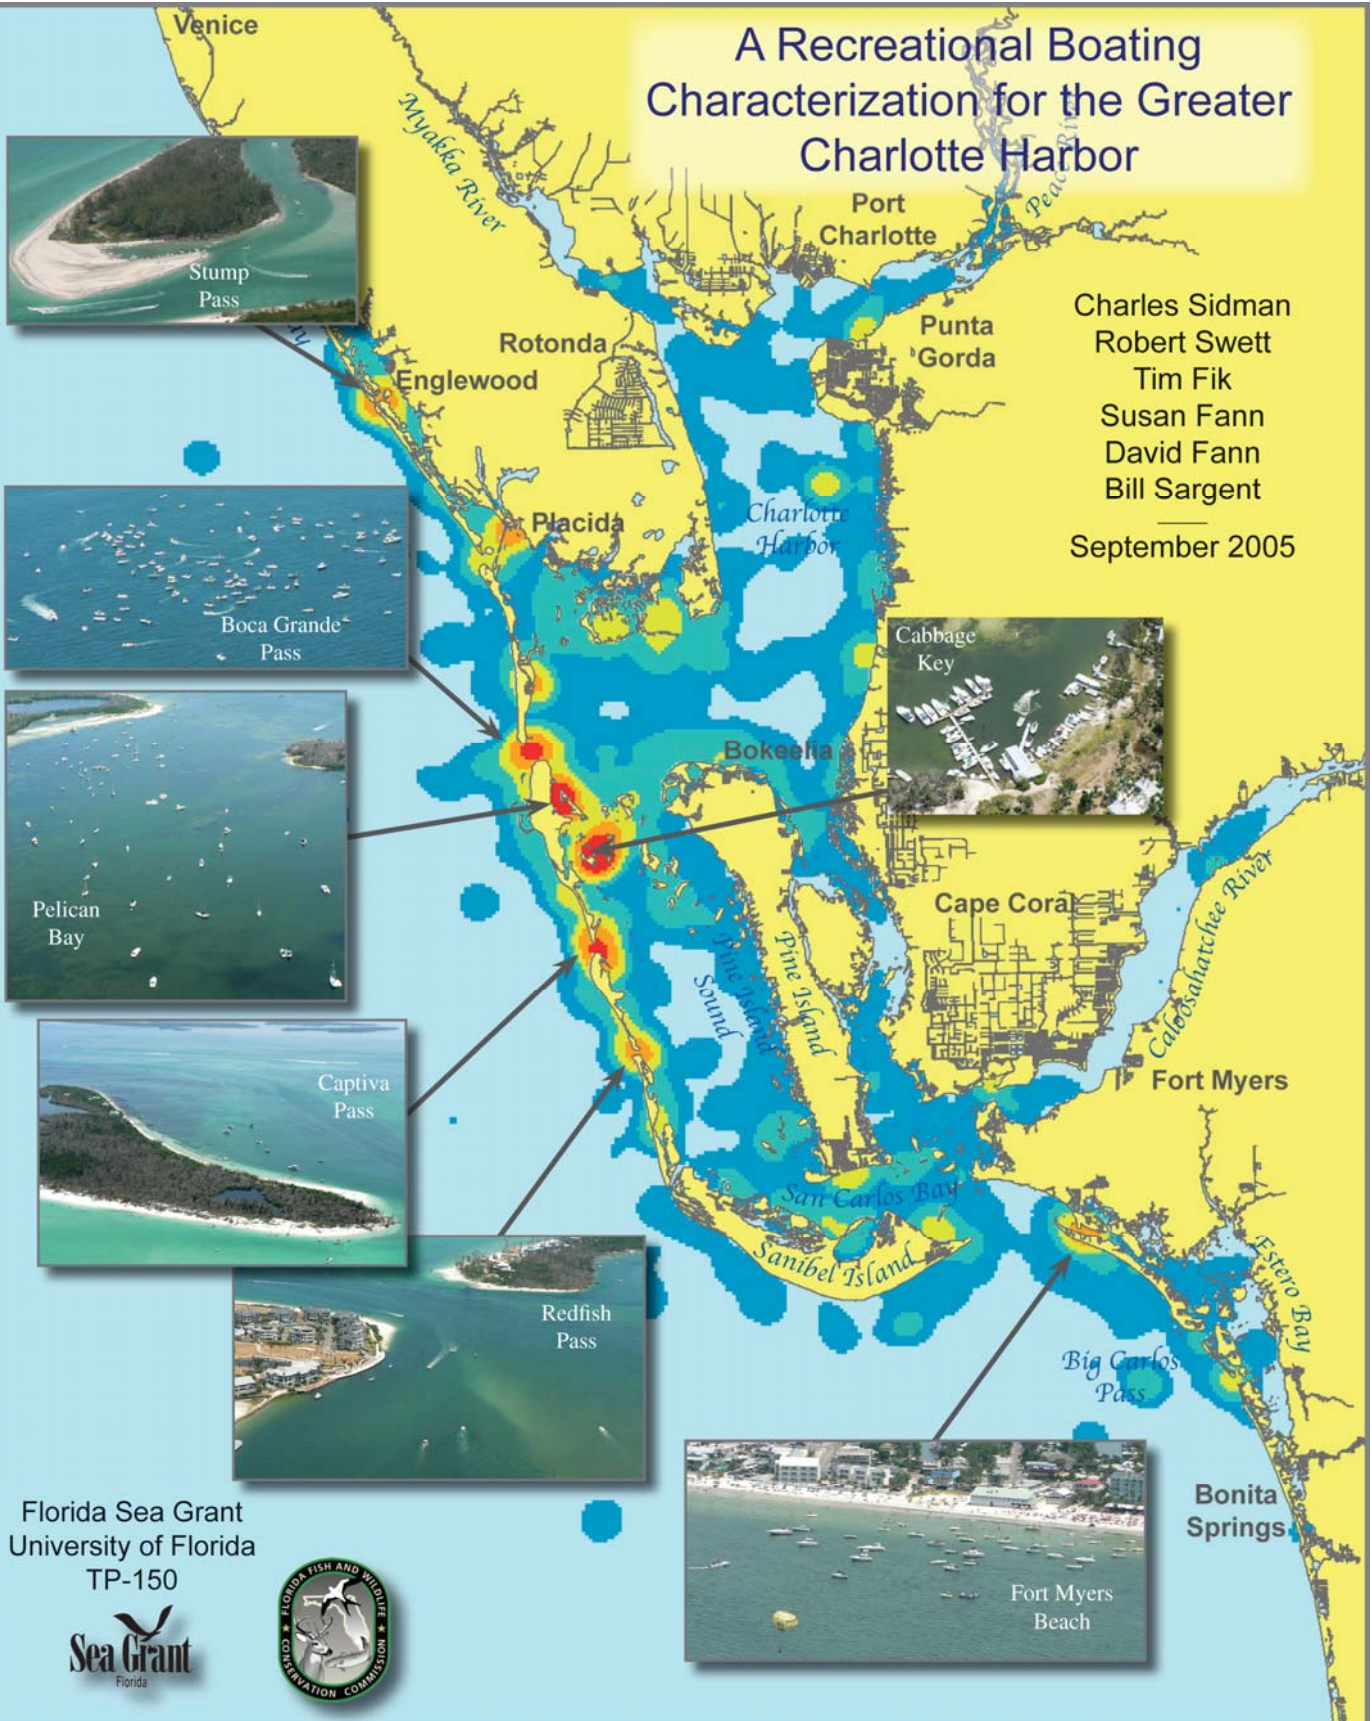 A Recreational Boating
Characterization for the Greater
Charlotte Harbor
Charles Sidman
Robert Swett
Tim Fik
Susan Fann
David Fann
Bill Sargent
September 2005
Venice
Myakka River
Peace River
Port
Charlotte
Punta
Gorda
Rotonda
Englewood
Placida
Charlotte
Harbor
Bokeelia
Cape Coral
Caloosahatchee River
Fort Myers
Pine Island
Sound
Pine Island
San Carlos Bay
Sanibel Island
Estero Bay
Big Carlos
Pass
Bonita
Springs
Stump
Pass
Boca Grande
Pass
Pelican
Bay
Cabbage
Key
Captiva
Pass
Redfish
Pass
Fort Myers
Beach
Florida Sea Grant
University of Florida
TP-150
Sea Grant
Florida
FLORIDA FISH AND WILDLIFE
CONSERVATION COMMISSION